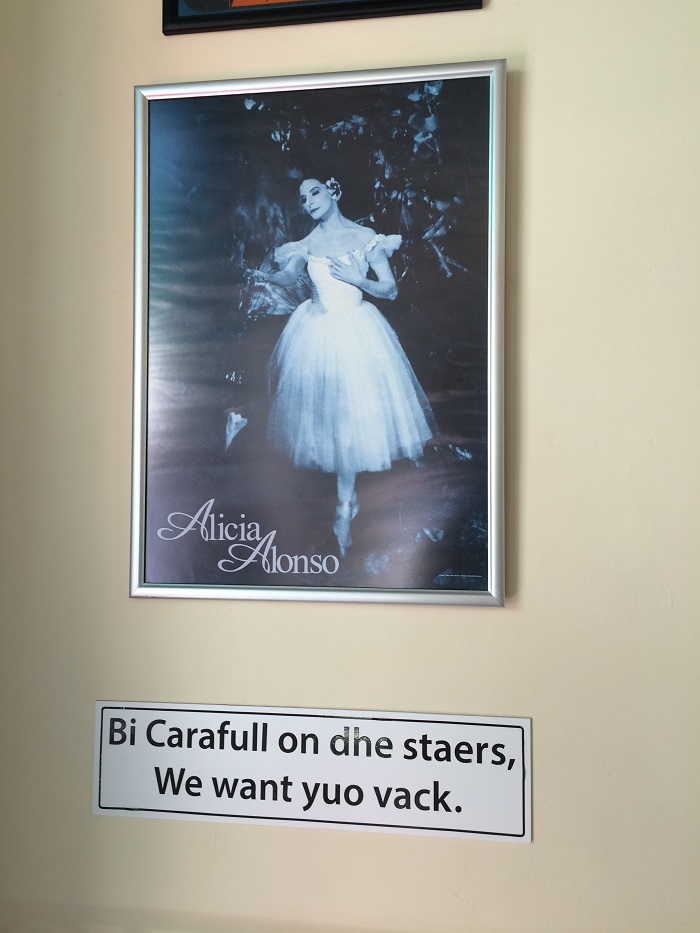 Alicia
Alonso
Bi Carafull on dhe staers,
We want yuo vack.